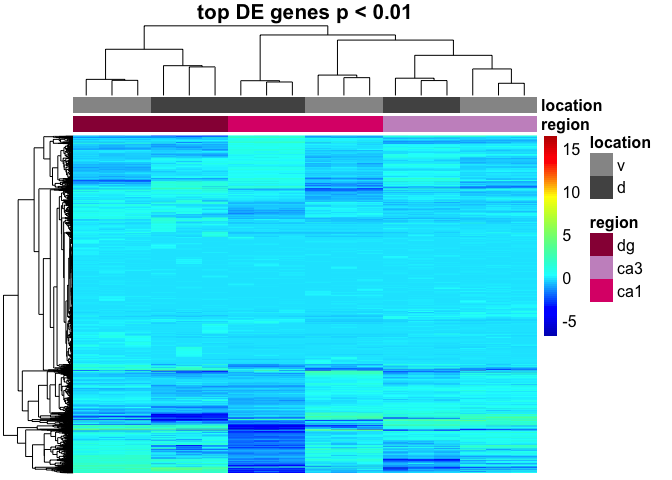 top DE genes p < 0.01
location
region
15
10
5
0
-5
location
v
d
region
dg
ca3
ca1